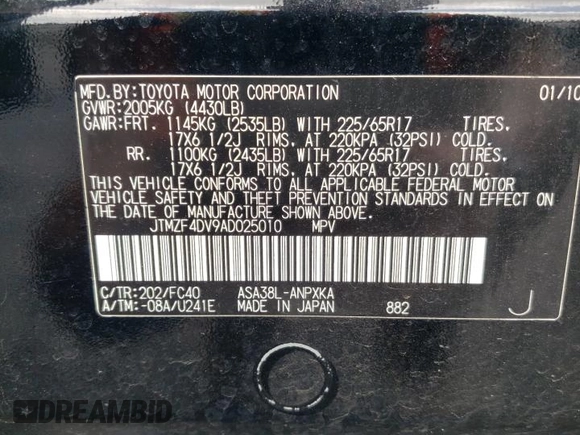 MFD.BY:TOYOTA MOTOR CORPORATION 01/10
GVWR:2005KG (4430LB)
GAWR:FRT. 1145KG (2535LB) WITH 225/65R17 TIRES,
17X6 1/2J RIMS, AT 220KPA (32PSI) COLD.
RR. 1100KG (2435LB) WITH 225/65R17 TIRES,
17X6 1/2J RIMS, AT 220KPA (32PSI) COLD.
THIS VEHICLE CONFORMS TO ALL APPLICABLE FEDERAL MOTOR
VEHICLE SAFETY AND THEFT PREVENTION STANDARDS IN EFFECT ON
THE DATE OF MANUFACTURE SHOWN ABOVE.
JTMZF4DV9AD025010 MPV
C/TR:202/FC40 ASA38L-ANPXKA
A/TM:-08A/U241E MADE IN JAPAN 882 J
DREAMBID